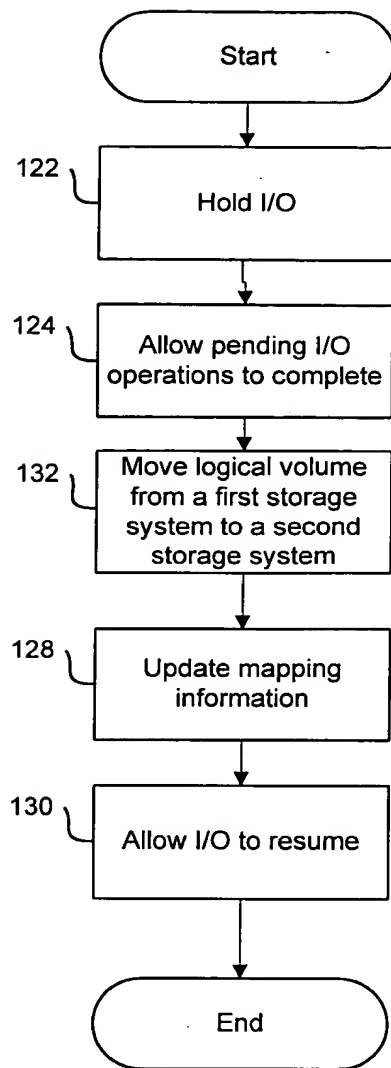 Start
122
Hold I/O
124
Allow pending I/O
operations to complete
132
Move logical volume
from a first storage
system to a second
storage system
128
Update mapping
information
130
Allow I/O to resume
End